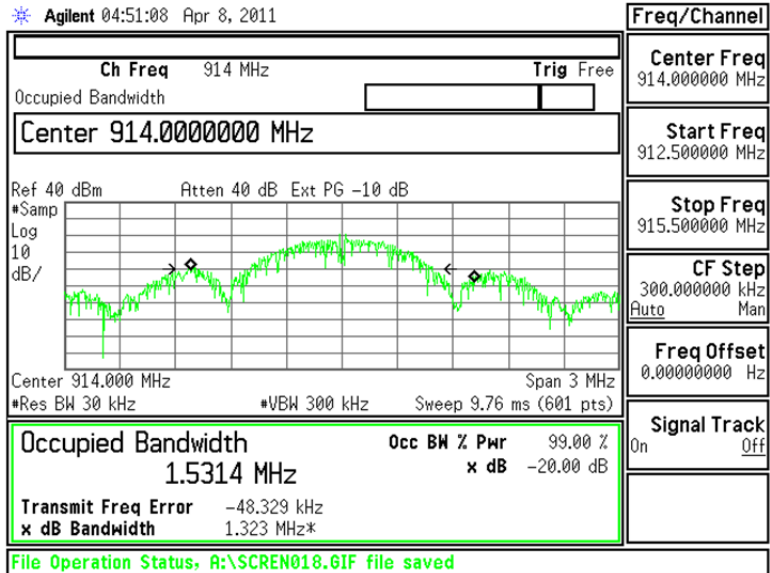 Agilent 04:51:08 Apr 8, 2011
Freq/Channel
Ch Freq 914 MHz Trig Free
Occupied Bandwidth
Center 914.0000000 MHz
Ref 40 dBm Atten 40 dB Ext PG -10 dB
#Samp
Log
10
dB/
Center 914.000 MHz Span 3 MHz
#Res BW 30 kHz #VBW 300 kHz Sweep 9.76 ms (601 pts)
Occupied Bandwidth Occ BW % Pwr 99.00 %
1.5314 MHz x dB -20.00 dB
Transmit Freq Error -48.329 kHz
x dB Bandwidth 1.323 MHz*
File Operation Status, A:\SCREN018.GIF file saved
Center Freq
914.000000 MHz
Start Freq
912.500000 MHz
Stop Freq
915.500000 MHz
CF Step
300.000000 kHz
Auto Man
Freq Offset
0.00000000 Hz
Signal Track
On Off